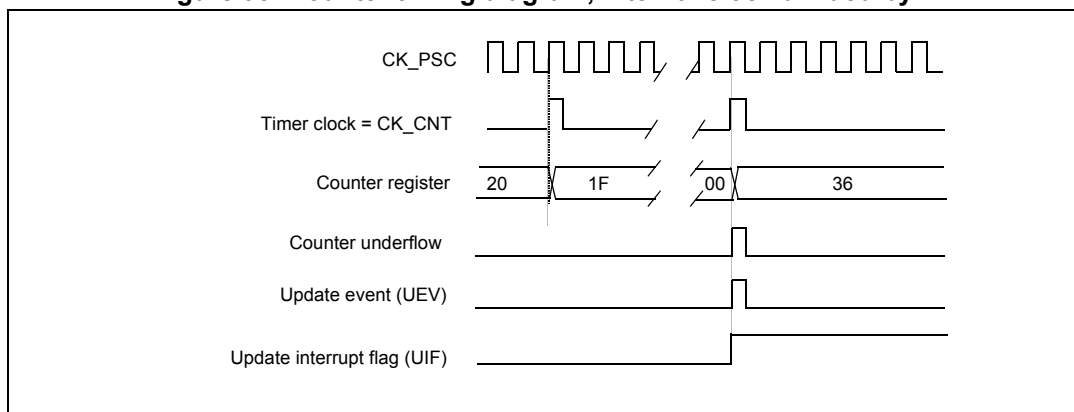 CK_PSC
Timer clock = CK_CNT
Counter register 20 1F 00 36
Counter underflow
Update event (UEV)
Update interrupt flag (UIF)